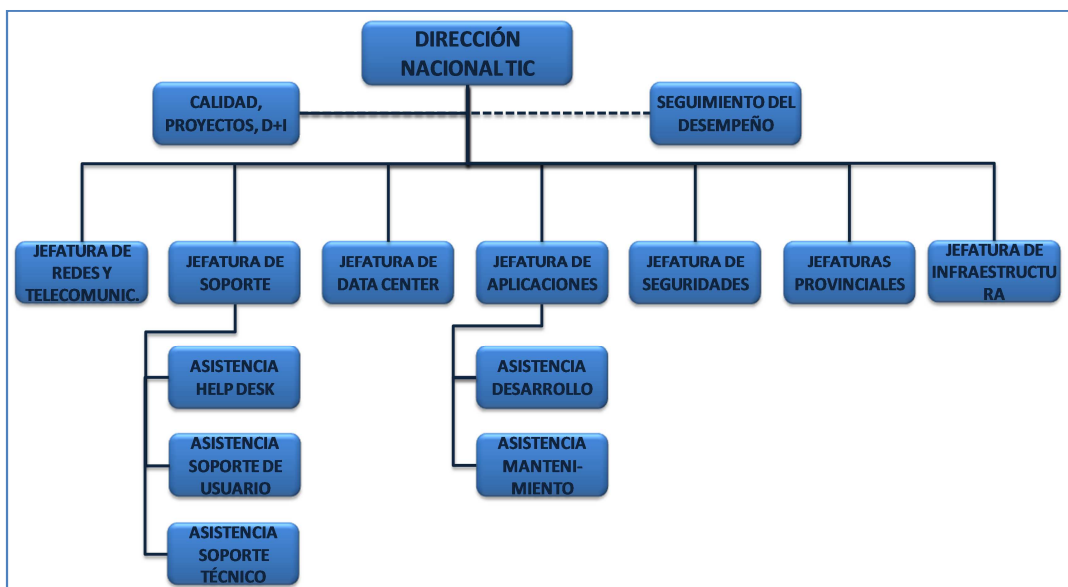 DIRECCIÓN
NACIONAL TIC
CALIDAD,
PROYECTOS, D+I
SEGUIMIENTO DEL
DESEMPEÑO
JEFATURA DE
REDES Y
TELECOMUNIC.
JEFATURA DE
SOPORTE
JEFATURA DE
DATA CENTER
JEFATURA DE
APLICACIONES
JEFATURA DE
SEGURIDADES
JEFATURAS
PROVINCIALES
JEFATURA DE
INFRAESTRUCTU
RA
ASISTENCIA
HELP DESK
ASISTENCIA
DESARROLLO
ASISTENCIA
SOPORTE DE
USUARIO
ASISTENCIA
MANTENI-
MIENTO
ASISTENCIA
SOPORTE
TÉCNICO